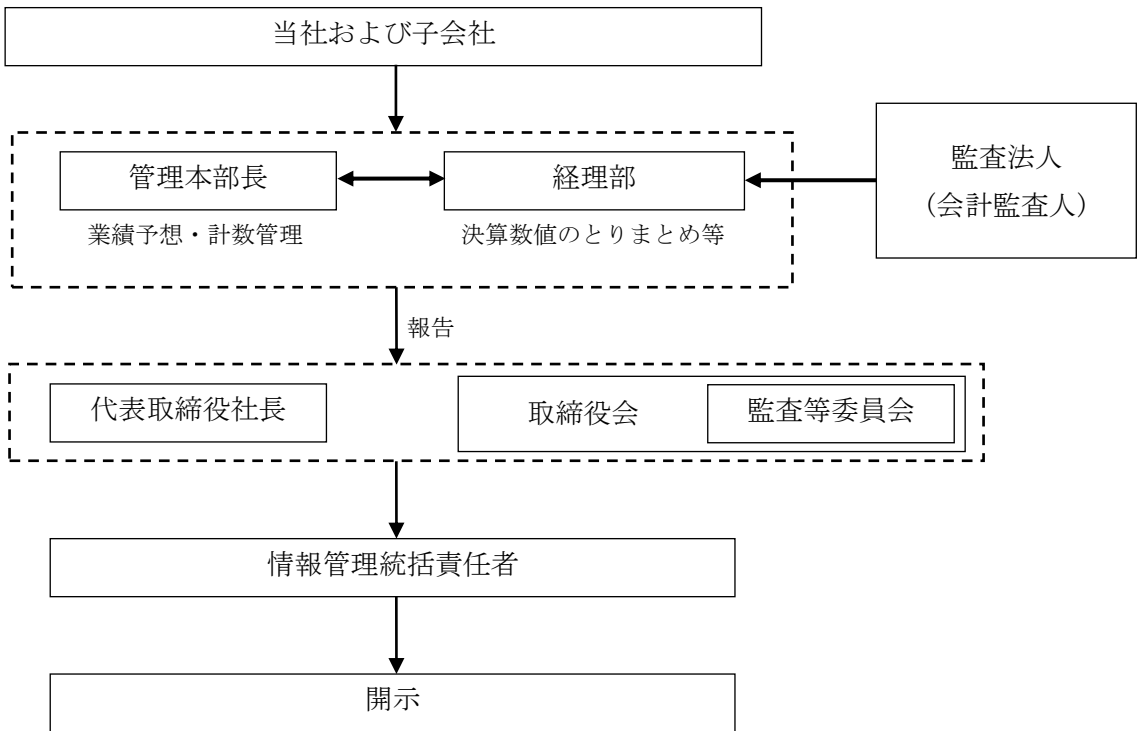 当社および子会社
管理本部長
経理部
監査法人
（会計監査人）
業績予想・計数管理
決算数値のとりまとめ等
報告
代表取締役社長
取締役会
監査等委員会
情報管理統括責任者
開示